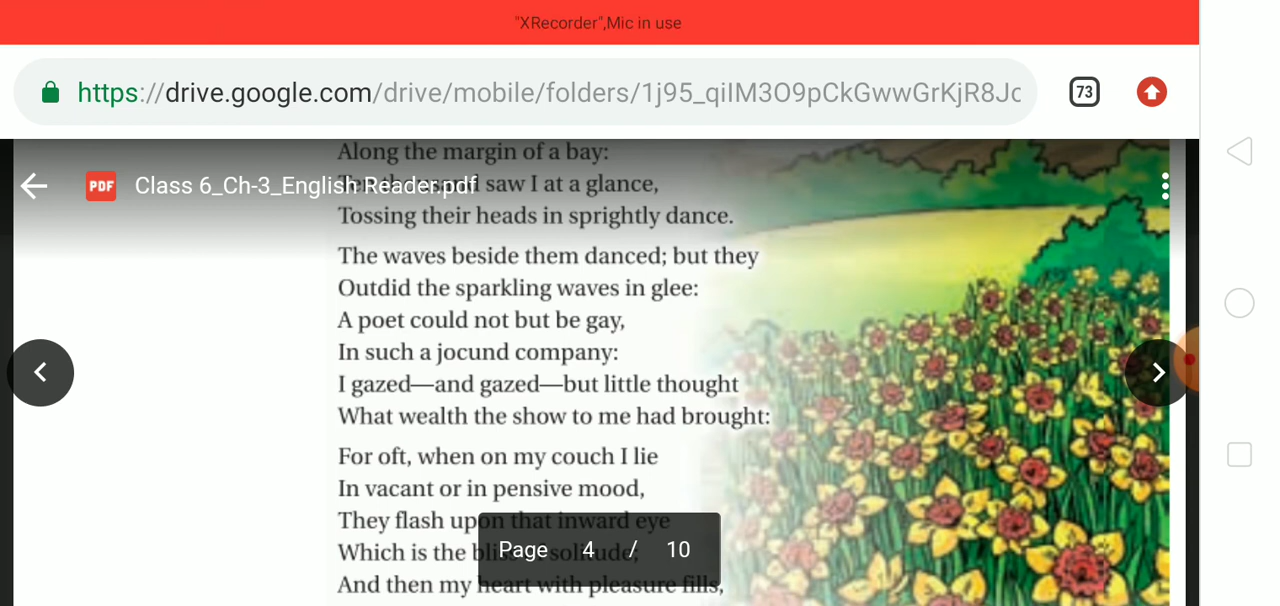 "XRecorder",Mic in use
https://drive.google.com/drive/mobile/folders/1j95_qiIM3O9pCkGwwGrKjR8Jc
73
Along the margin of a bay:
PDF Class 6_Ch-3_English Reader.pdf
saw I at a glance,
Tossing their heads in sprightly dance.
The waves beside them danced; but they
Outdid the sparkling waves in glee:
A poet could not but be gay,
In such a jocund company:
I gazed—and gazed—but little thought
What wealth the show to me had brought:
For oft, when on my couch I lie
In vacant or in pensive mood,
They flash upon that inward eye
Which is the bliss of solitude;
Page 4 / 10
And then my heart with pleasure fills,